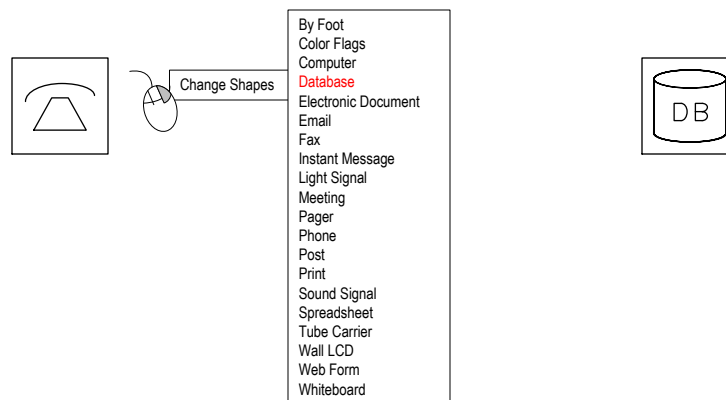 By Foot
Color Flags
Computer
Change Shapes
Database
Electronic Document
Email
Fax
Instant Message
Light Signal
Meeting
Pager
Phone
Post
Print
Sound Signal
Spreadsheet
Tube Carrier
Wall LCD
Web Form
Whiteboard
DB